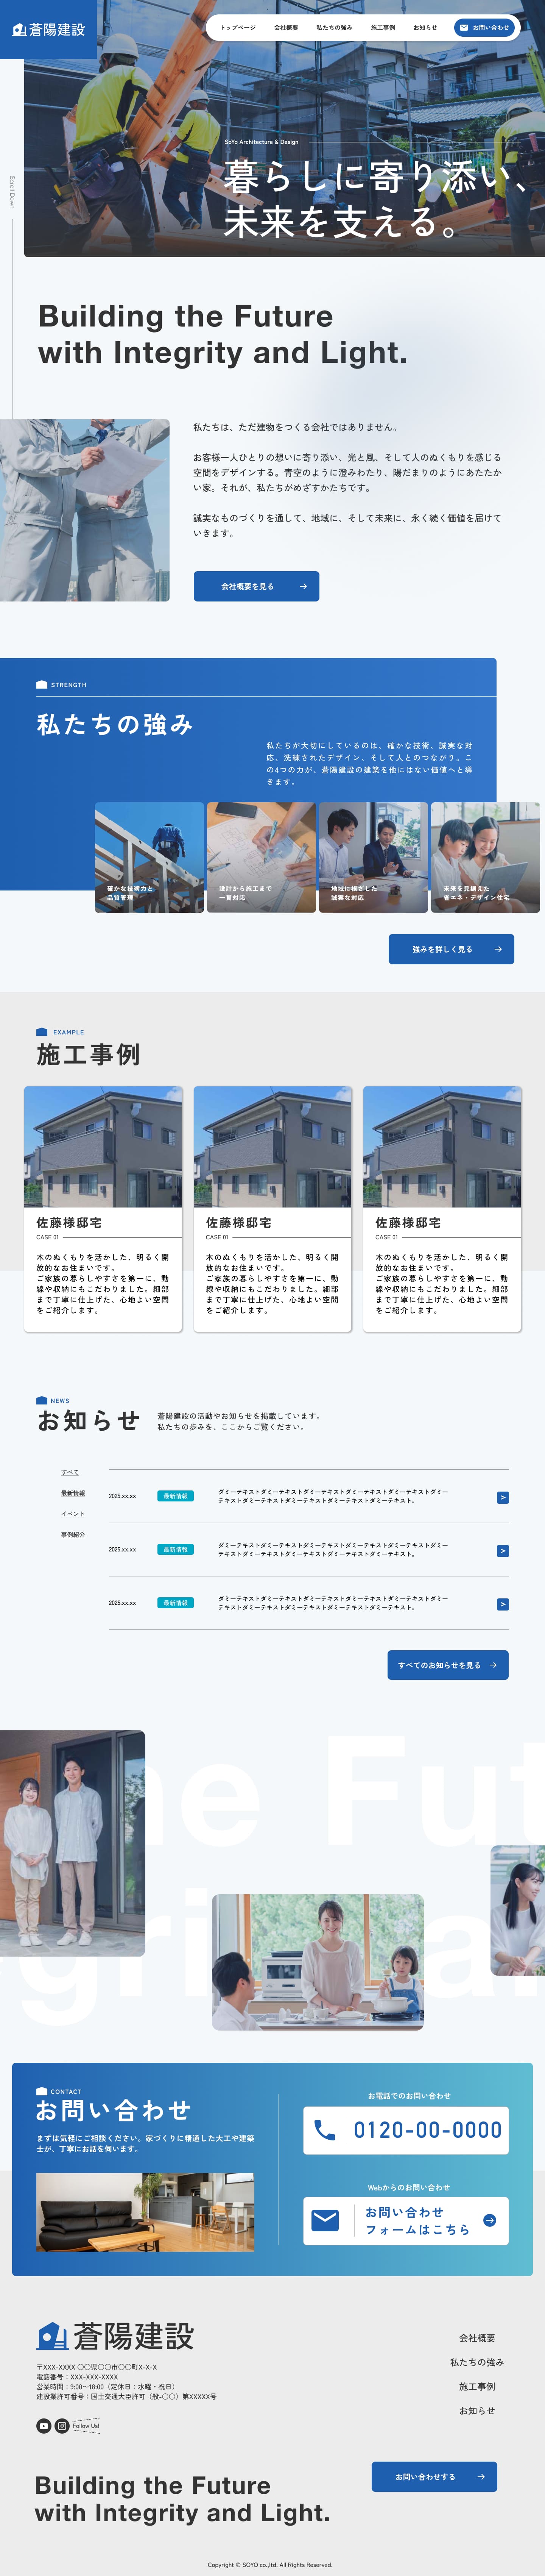 蒼陽建設
トップページ 会社概要 私たちの強み 施工事例 お知らせ お問い合わせ
SoYo Architecture & Design
暮らしに寄り添い、
未来を支える。
Scroll Down
Building the Future
with Integrity and Light.
私たちは、ただ建物をつくる会社ではありません。
お客様一人ひとりの想いに寄り添い、光と風、そして人のぬくもりを感じる
空間をデザインする。青空のように澄みわたり、陽だまりのようにあたたか
い家。それが、私たちがめざすかたちです。
誠実なものづくりを通して、地域に、そして未来に、永く続く価値を届けて
いきます。
会社概要を見る
STRENGTH
私たちの強み
私たちが大切にしているのは、確かな技術、誠実な対
応、洗練されたデザイン、そして人とのつながり。こ
の4つの力が、蒼陽建設の建築を他にはない価値へと導
きます。
確かな技術力と
品質管理
設計から施工まで
一貫対応
地域に根ざした
誠実な対応
未来を見据えた
省エネ・デザイン住宅
強みを詳しく見る
EXAMPLE
施工事例
佐藤様邸宅
CASE 01
木のぬくもりを活かした、明るく開
放的なお住まいです。
ご家族の暮らしやすさを第一に、動
線や収納にもこだわりました。細部
まで丁寧に仕上げた、心地よい空間
をご紹介します。
佐藤様邸宅
CASE 01
木のぬくもりを活かした、明るく開
放的なお住まいです。
ご家族の暮らしやすさを第一に、動
線や収納にもこだわりました。細部
まで丁寧に仕上げた、心地よい空間
をご紹介します。
佐藤様邸宅
CASE 01
木のぬくもりを活かした、明るく開
放的なお住まいです。
ご家族の暮らしやすさを第一に、動
線や収納にもこだわりました。細部
まで丁寧に仕上げた、心地よい空間
をご紹介します。
NEWS
お知らせ
蒼陽建設の活動やお知らせを掲載しています。
私たちの歩みを、ここからご覧ください。
すべて
最新情報
イベント
事例紹介
2025.xx.xx 最新情報
ダミーテキストダミーテキストダミーテキストダミーテキストダミーテキストダミー
テキストダミーテキストダミーテキストダミーテキストダミーテキスト。
2025.xx.xx 最新情報
ダミーテキストダミーテキストダミーテキストダミーテキストダミーテキストダミー
テキストダミーテキストダミーテキストダミーテキストダミーテキスト。
2025.xx.xx 最新情報
ダミーテキストダミーテキストダミーテキストダミーテキストダミーテキストダミー
テキストダミーテキストダミーテキストダミーテキストダミーテキスト。
すべてのお知らせを見る
CONTACT
お問い合わせ
まずは気軽にご相談ください。家づくりに精通した大工や建築
士が、丁寧にお話を伺います。
お電話でのお問い合わせ
0120-00-0000
Webからのお問い合わせ
お問い合わせ
フォームはこちら
蒼陽建設
〒XXX-XXXX 〇〇県〇〇市〇〇町X-X-X
電話番号：XXX-XXX-XXXX
営業時間：9:00〜18:00（定休日：水曜・祝日）
建設業許可番号：国土交通大臣許可（般-〇〇）第XXXXX号
Follow Us!
会社概要
私たちの強み
施工事例
お知らせ
お問い合わせする
Building the Future
with Integrity and Light.
Copyright © SOYO co.,ltd. All Rights Reserved.